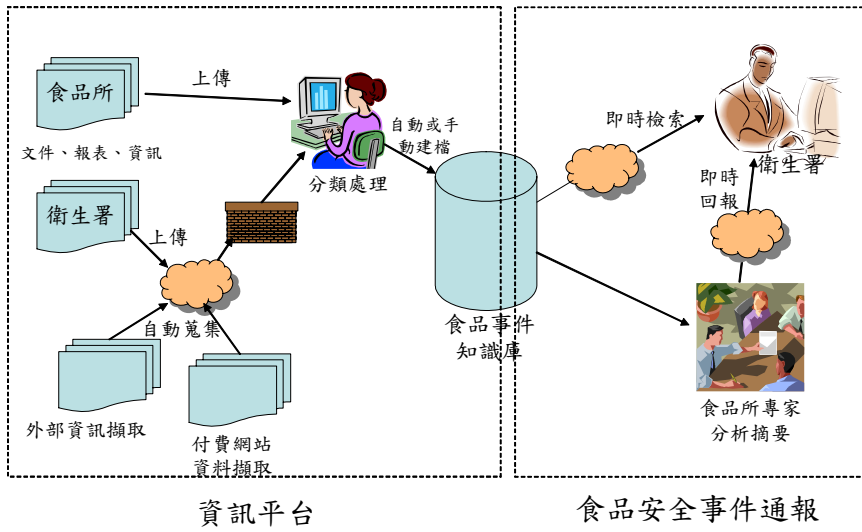 食品所
上傳
文件、報表、資訊
分類處理
自動或手
動建檔
衛生署
上傳
自動蒐集
外部資訊擷取
付費網站
資料擷取
食品事件
知識庫
即時檢索
衛生署
即時
回報
食品所專家
分析摘要
資訊平台
食品安全事件通報